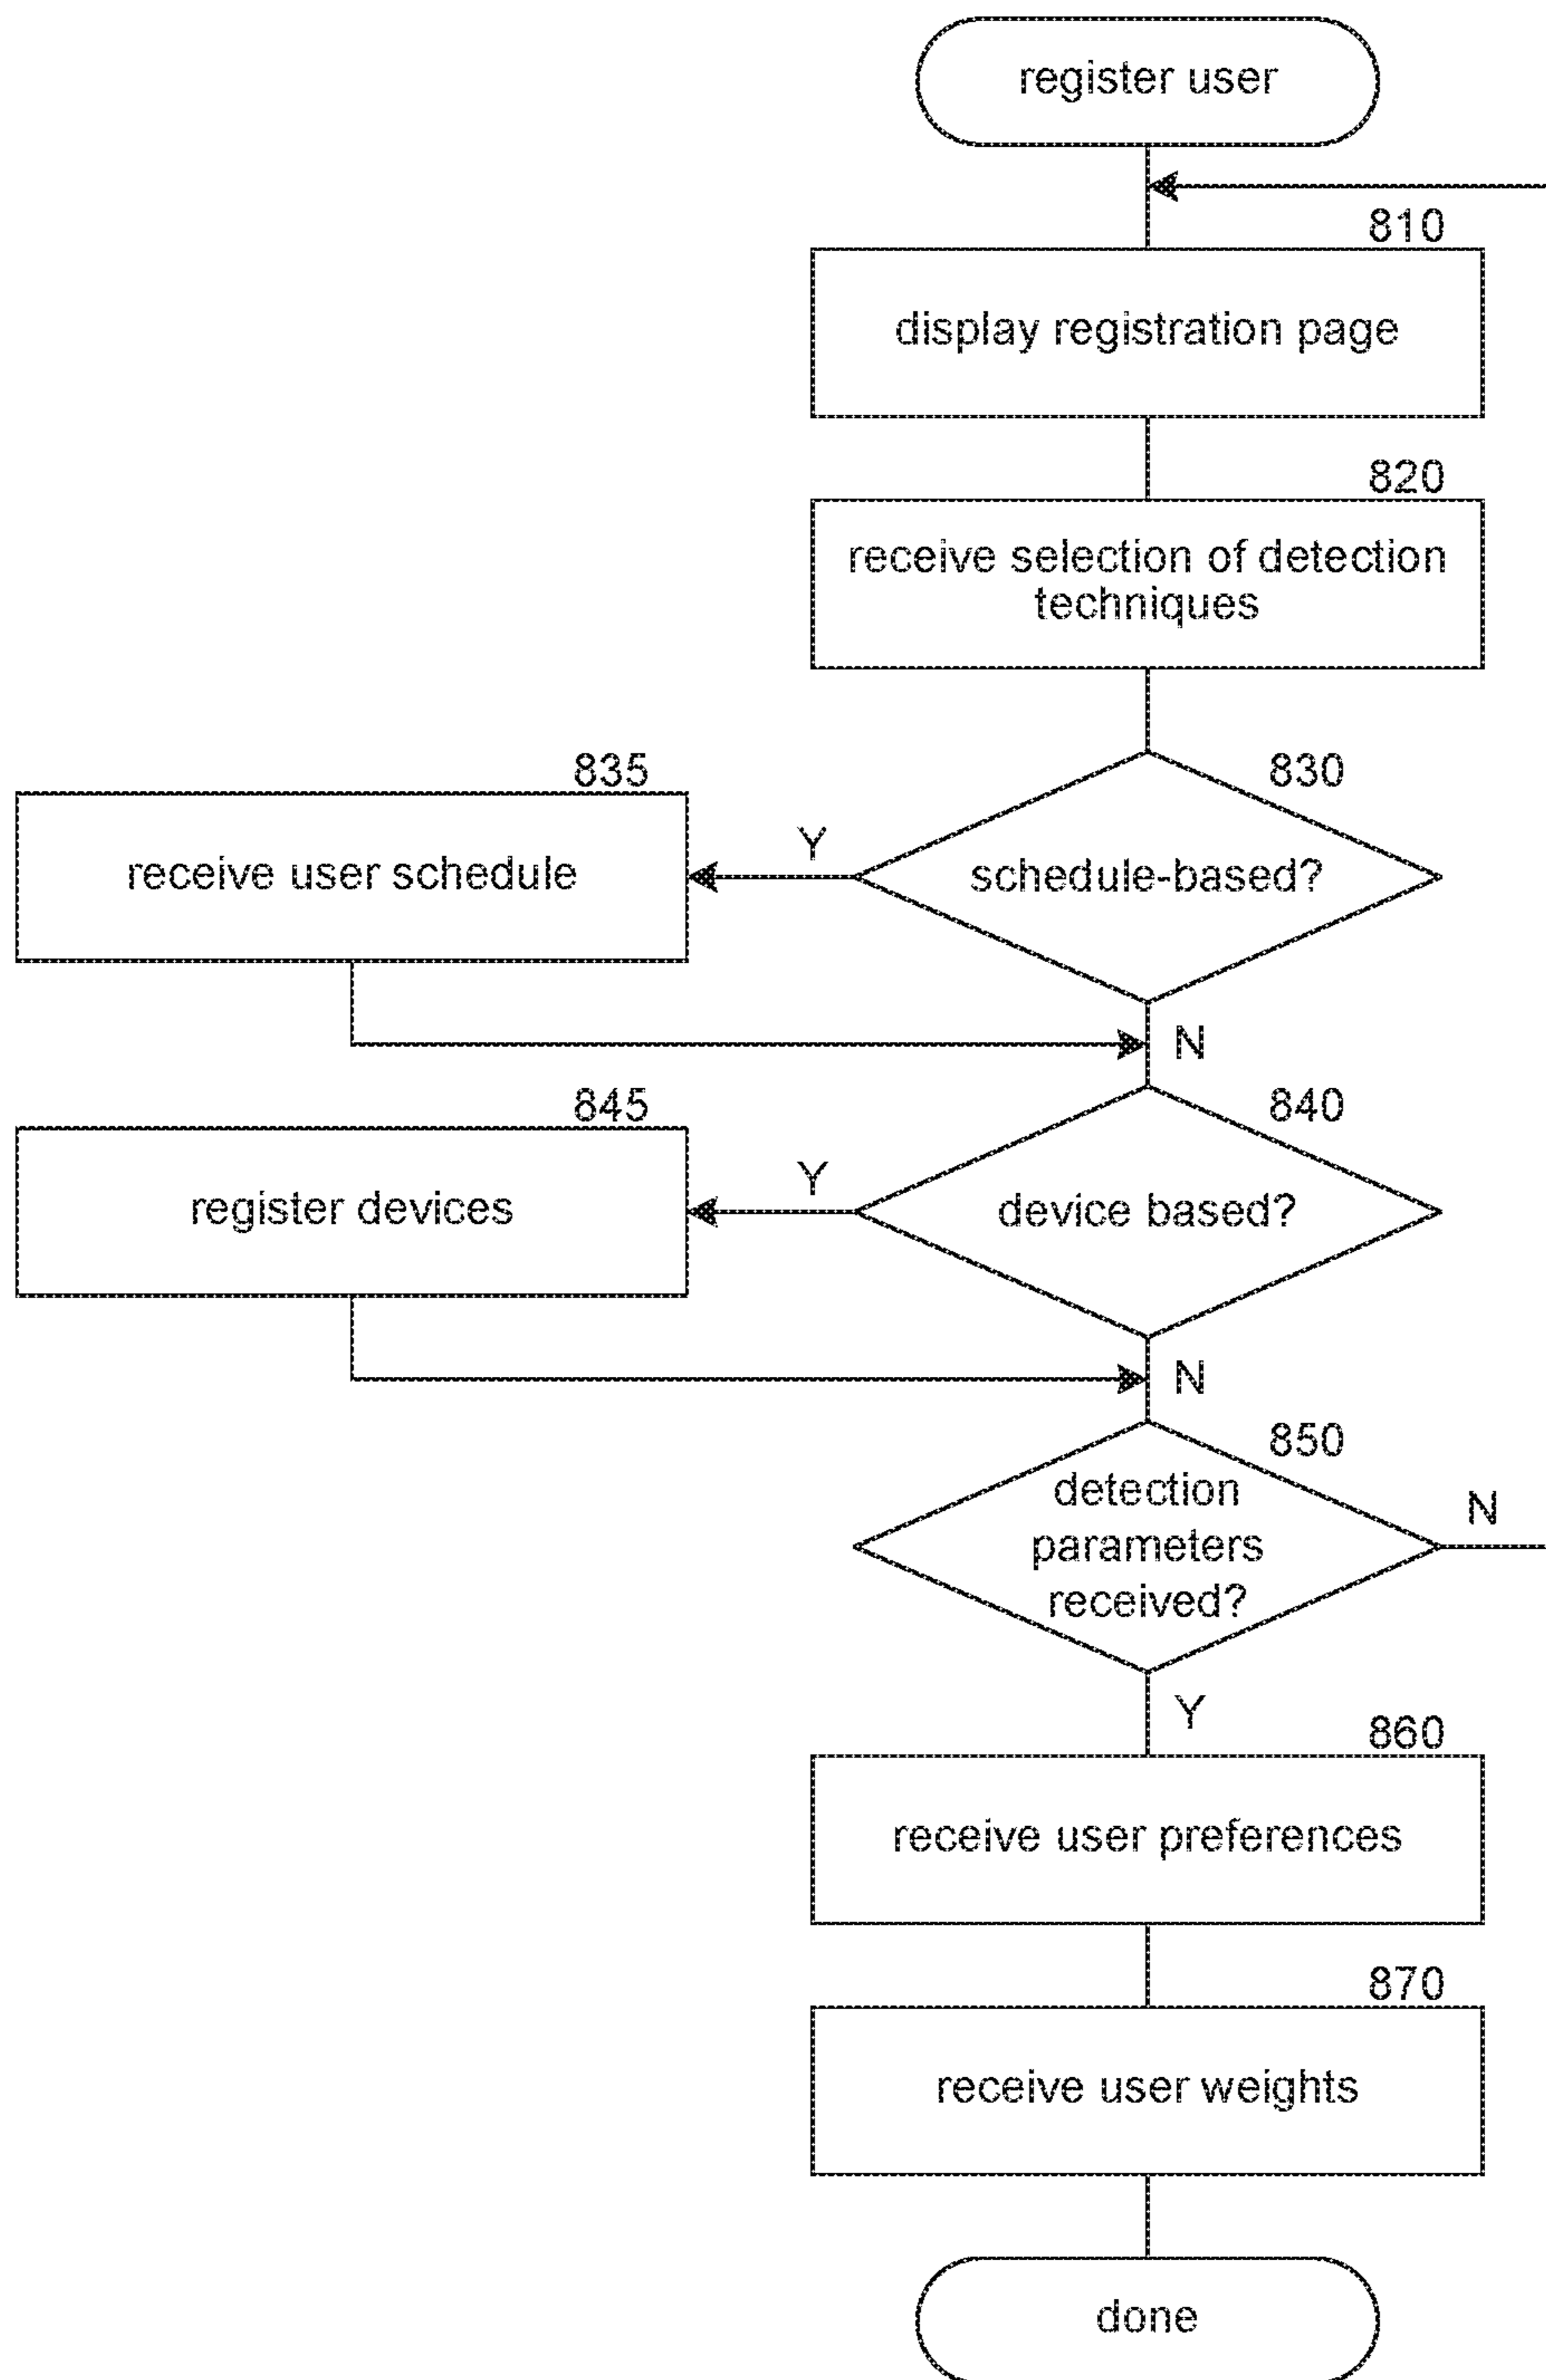 register user
810
display registration page
820
receive selection of detection
techniques
830
schedule-based?
Y
835
receive user schedule
N
840
device based?
Y
845
register devices
N
850
detection
parameters
received?
N
Y
860
receive user preferences
870
receive user weights
done